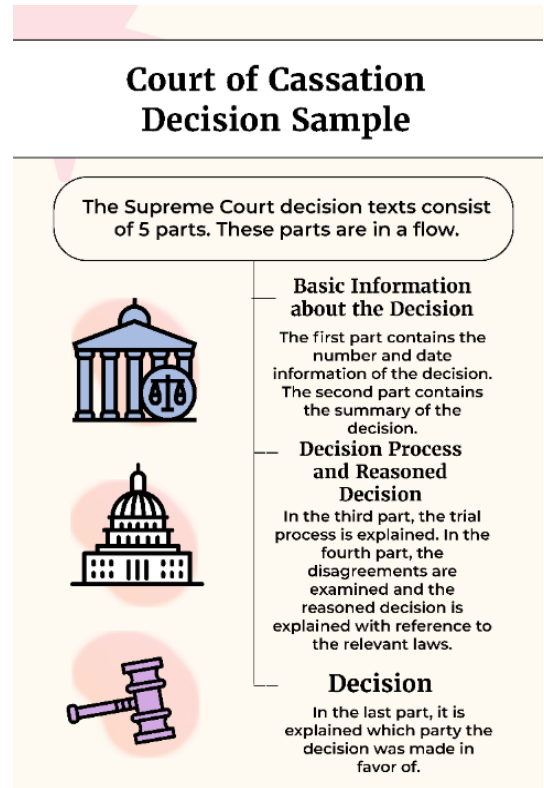 Court of Cassation
Decision Sample
The Supreme Court decision texts consist
of 5 parts. These parts are in a flow.
Basic Information
about the Decision
The first part contains the
number and date
information of the decision.
The second part contains
the summary of the
decision.
Decision Process
and Reasoned
Decision
In the third part, the trial
process is explained. In the
fourth part, the
disagreements are
examined and the
reasoned decision is
explained with reference to
the relevant laws.
Decision
In the last part, it is
explained which party the
decision was made in
favor of.